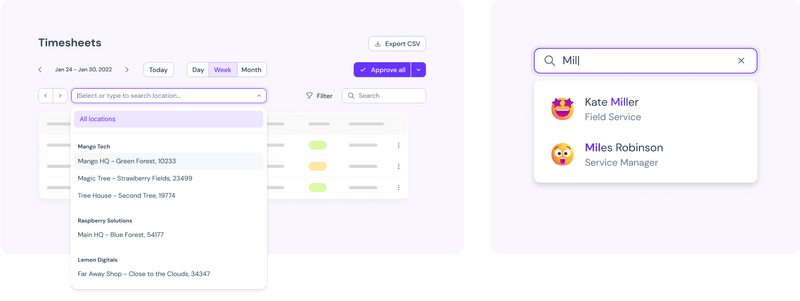 Timesheets
Export CSV
Jan 24 - Jan 30, 2022
Today
Day
Week
Month
Approve all
Select or type to search location...
Filter
Search
All locations
Mango Tech
Mango HQ - Green Forest, 10233
Magic Tree - Strawberry Fields, 23499
Tree House - Second Tree, 19774
Raspberry Solutions
Main HQ - Blue Forest, 54177
Lemon Digitals
Far Away Shop - Close to the Clouds, 34347
Mil
Kate Miller
Field Service
Miles Robinson
Service Manager